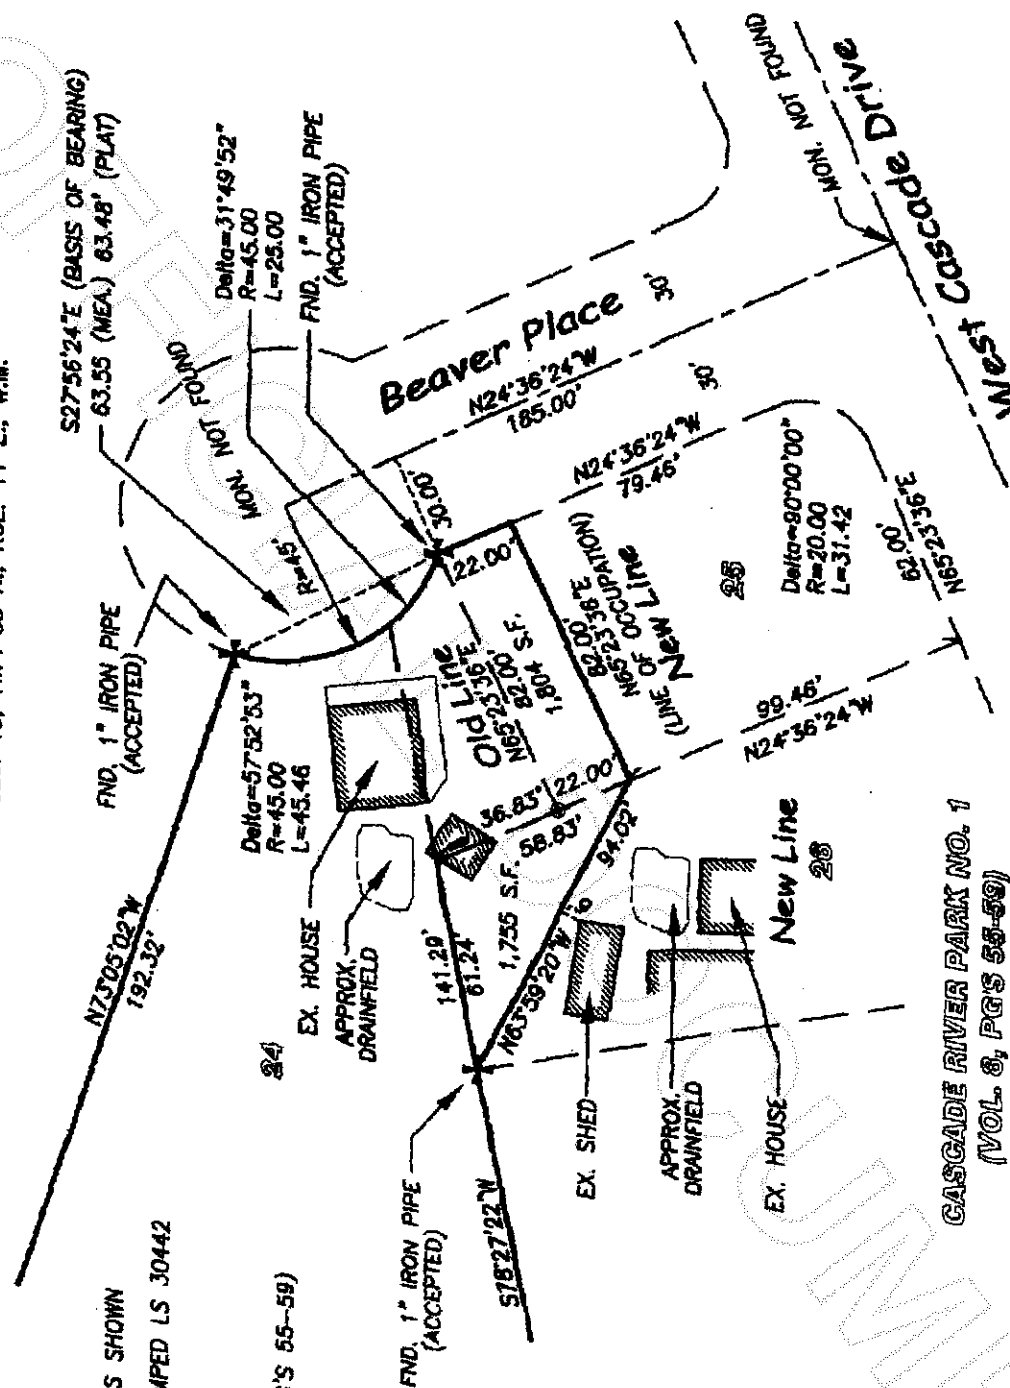 S27°56'24"E (BASIS OF BEARING)
63.55 (MEA.) 63.48' (PLAT)
Delta=31°49'52"
R=45.00
L=25.00
FND. 1" IRON PIPE
(ACCEPTED)
MON. NOT FOUND
FND. 1" IRON PIPE
(ACCEPTED)
R=45'
Beaver Place
30'
N24°36'24"W
185.00'
30'
MON. NOT FOUND
West Cascade Drive
30.00'
22.00'
N24°36'24"W
79.46'
Delta=90°00'00"
R=20.00
L=31.42
62.00'
N65°23'36"E
25
82.00'
N65°23'36"E
(LINE OF OCCUPATION)
New Line
Old Line
N65°23'36"E
82.00'
1,804 S.F.
99.46'
N24°36'24"W
N73°05'02"W
192.32'
Delta=57°52'53"
R=45.00
L=45.46
EX. HOUSE
APPROX.
DRAINFIELD
24
141.29'
61.24'
36.83'
22.00'
58.83'
1,755 S.F.
94.02'
N63°59'20"W
FND. 1" IRON PIPE
(ACCEPTED)
S78°27'22"W
EX. SHED
APPROX.
DRAINFIELD
EX. HOUSE
New Line
26
CASCADE RIVER PARK NO. 1
(VOL. 8, PG'S 55-59)
S SHOWN
MPED LS 30442
'S 55-59)